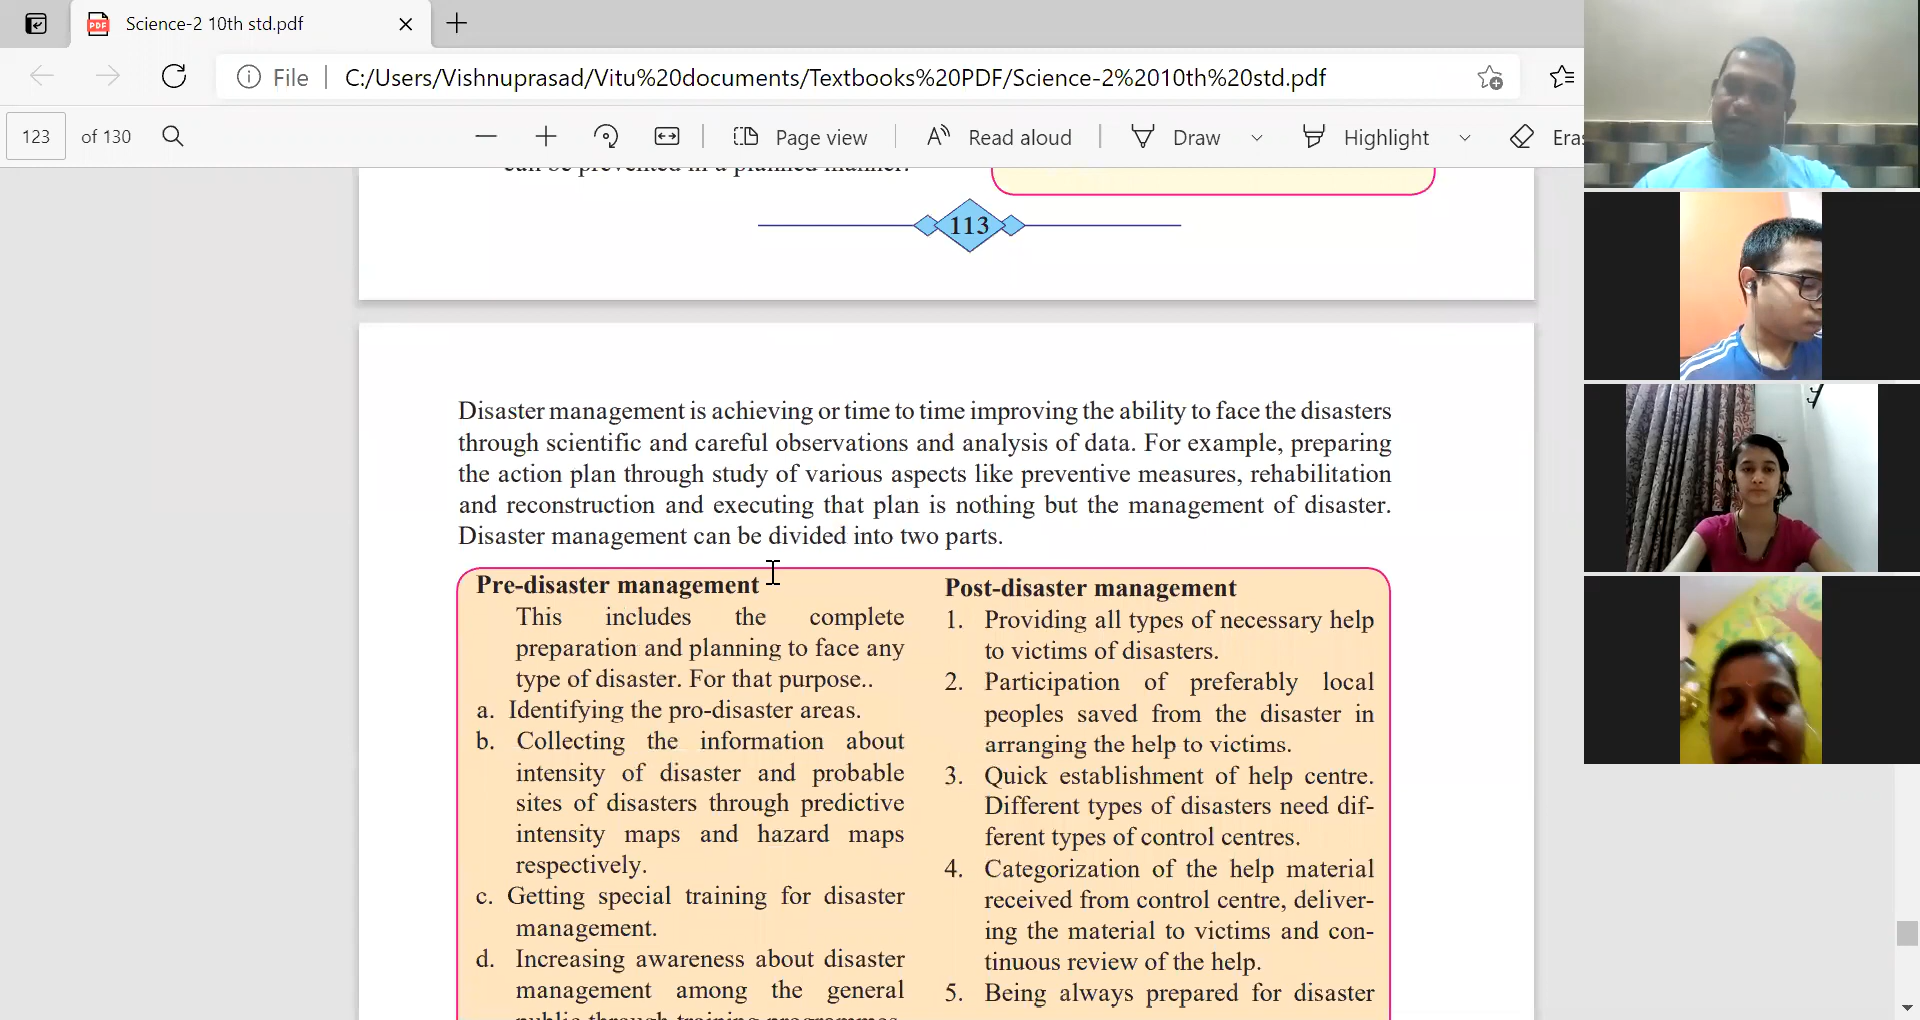 Science-2 10th std.pdf
File
C:/Users/Vishnuprasad/Vitu%20documents/Textbooks%20PDF/Science-2%2010th%20std.pdf
123 of 130
Page view
Read aloud
Draw
Highlight
Eras
can be prevented in a planned manner.
113
Disaster management is achieving or time to time improving the ability to face the disasters
through scientific and careful observations and analysis of data. For example, preparing
the action plan through study of various aspects like preventive measures, rehabilitation
and reconstruction and executing that plan is nothing but the management of disaster.
Disaster management can be divided into two parts.
Pre-disaster management
This includes the complete
preparation and planning to face any
type of disaster. For that purpose..
a. Identifying the pro-disaster areas.
b. Collecting the information about
intensity of disaster and probable
sites of disasters through predictive
intensity maps and hazard maps
respectively.
c. Getting special training for disaster
management.
d. Increasing awareness about disaster
management among the general
public through training programmes.
Post-disaster management
1. Providing all types of necessary help
to victims of disasters.
2. Participation of preferably local
peoples saved from the disaster in
arranging the help to victims.
3. Quick establishment of help centre.
Different types of disasters need dif-
ferent types of control centres.
4. Categorization of the help material
received from control centre, deliver-
ing the material to victims and con-
tinuous review of the help.
5. Being always prepared for disaster